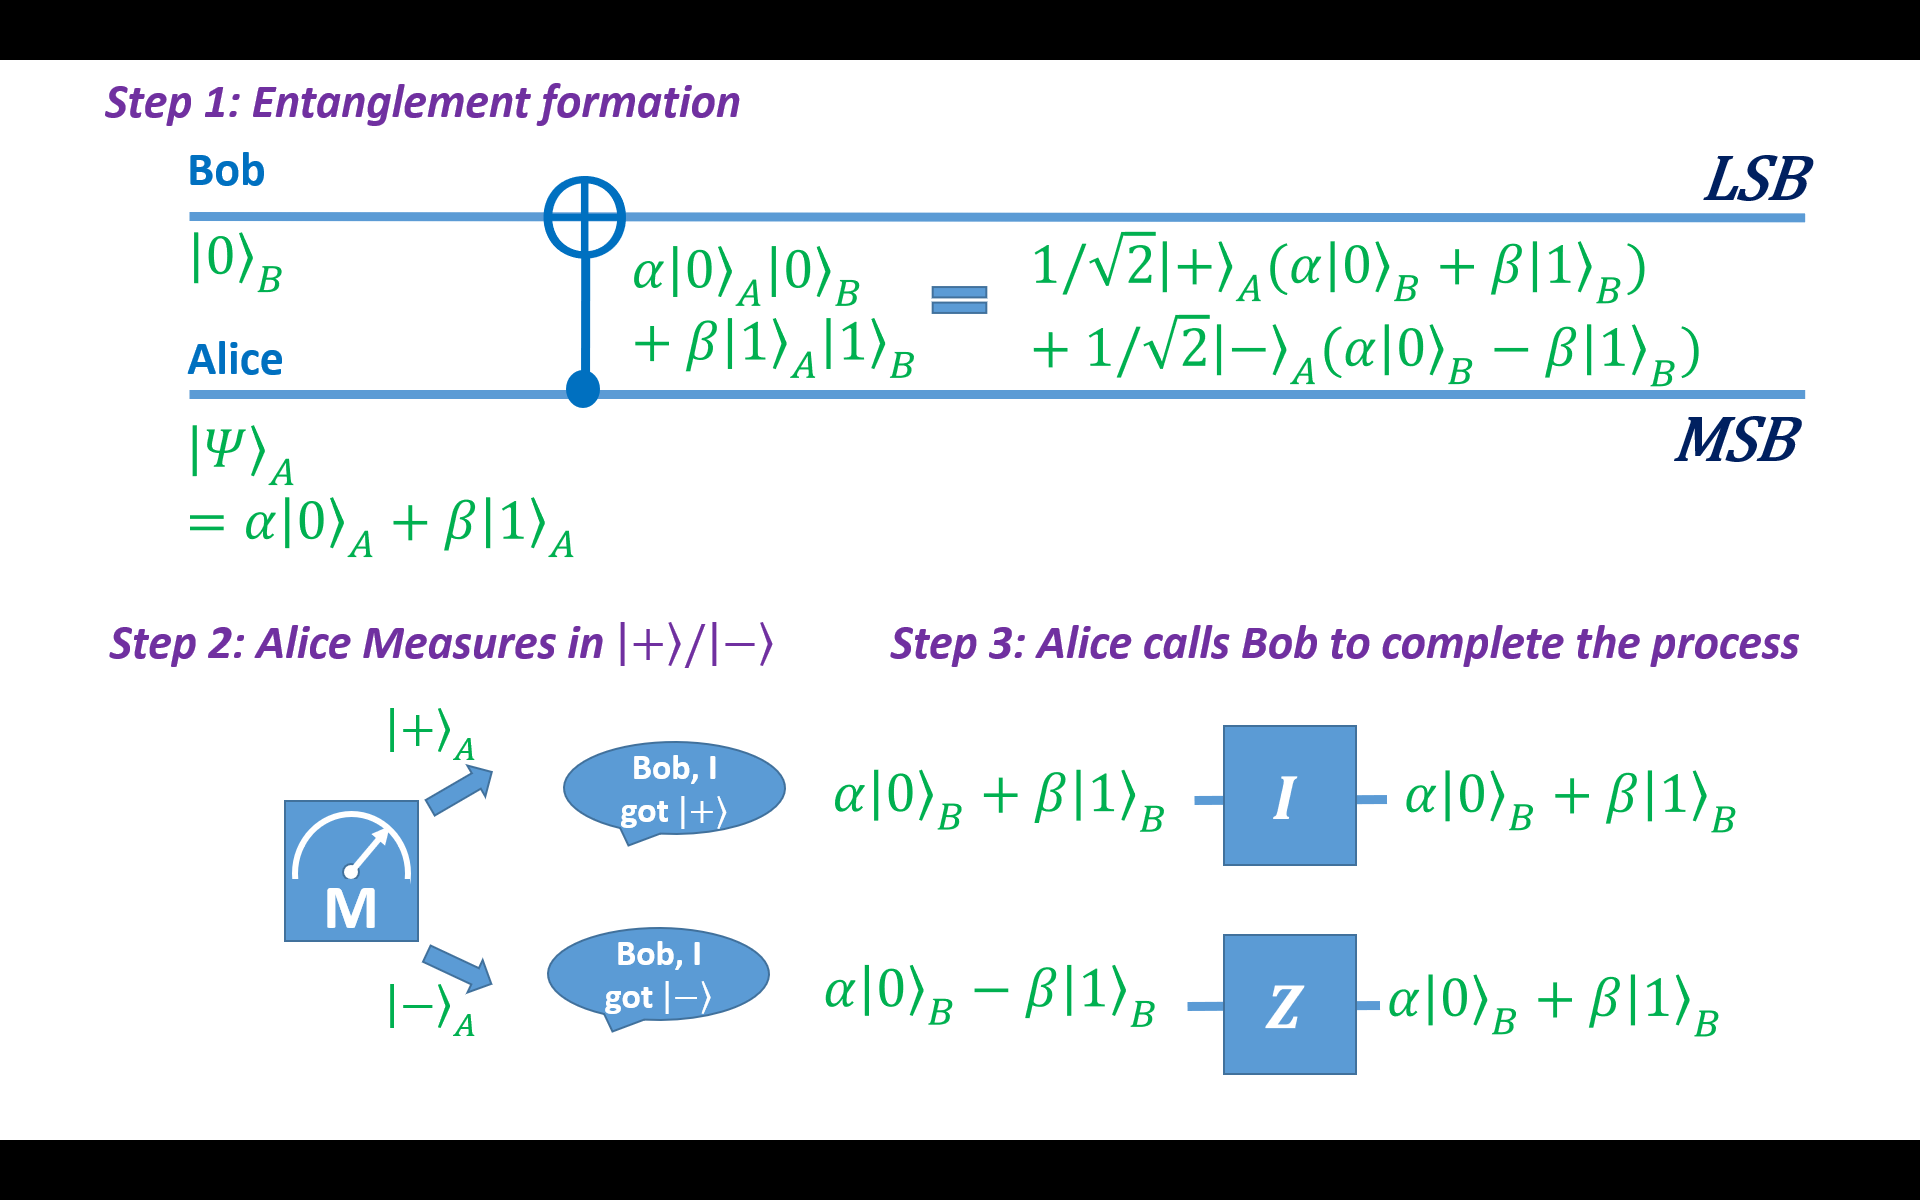 Step 1: Entanglement formation
Bob
LSB
|0⟩_B
α|0⟩_A|0⟩_B
+ β|1⟩_A|1⟩_B
=
1/√2|+⟩_A(α|0⟩_B + β|1⟩_B)
+ 1/√2|−⟩_A(α|0⟩_B − β|1⟩_B)
Alice
MSB
|Ψ⟩_A
= α|0⟩_A + β|1⟩_A
Step 2: Alice Measures in |+⟩/|−⟩
|+⟩_A
M
|−⟩_A
Bob, I
got |+⟩
Bob, I
got |−⟩
Step 3: Alice calls Bob to complete the process
α|0⟩_B + β|1⟩_B
I
α|0⟩_B + β|1⟩_B
α|0⟩_B − β|1⟩_B
Z
α|0⟩_B + β|1⟩_B